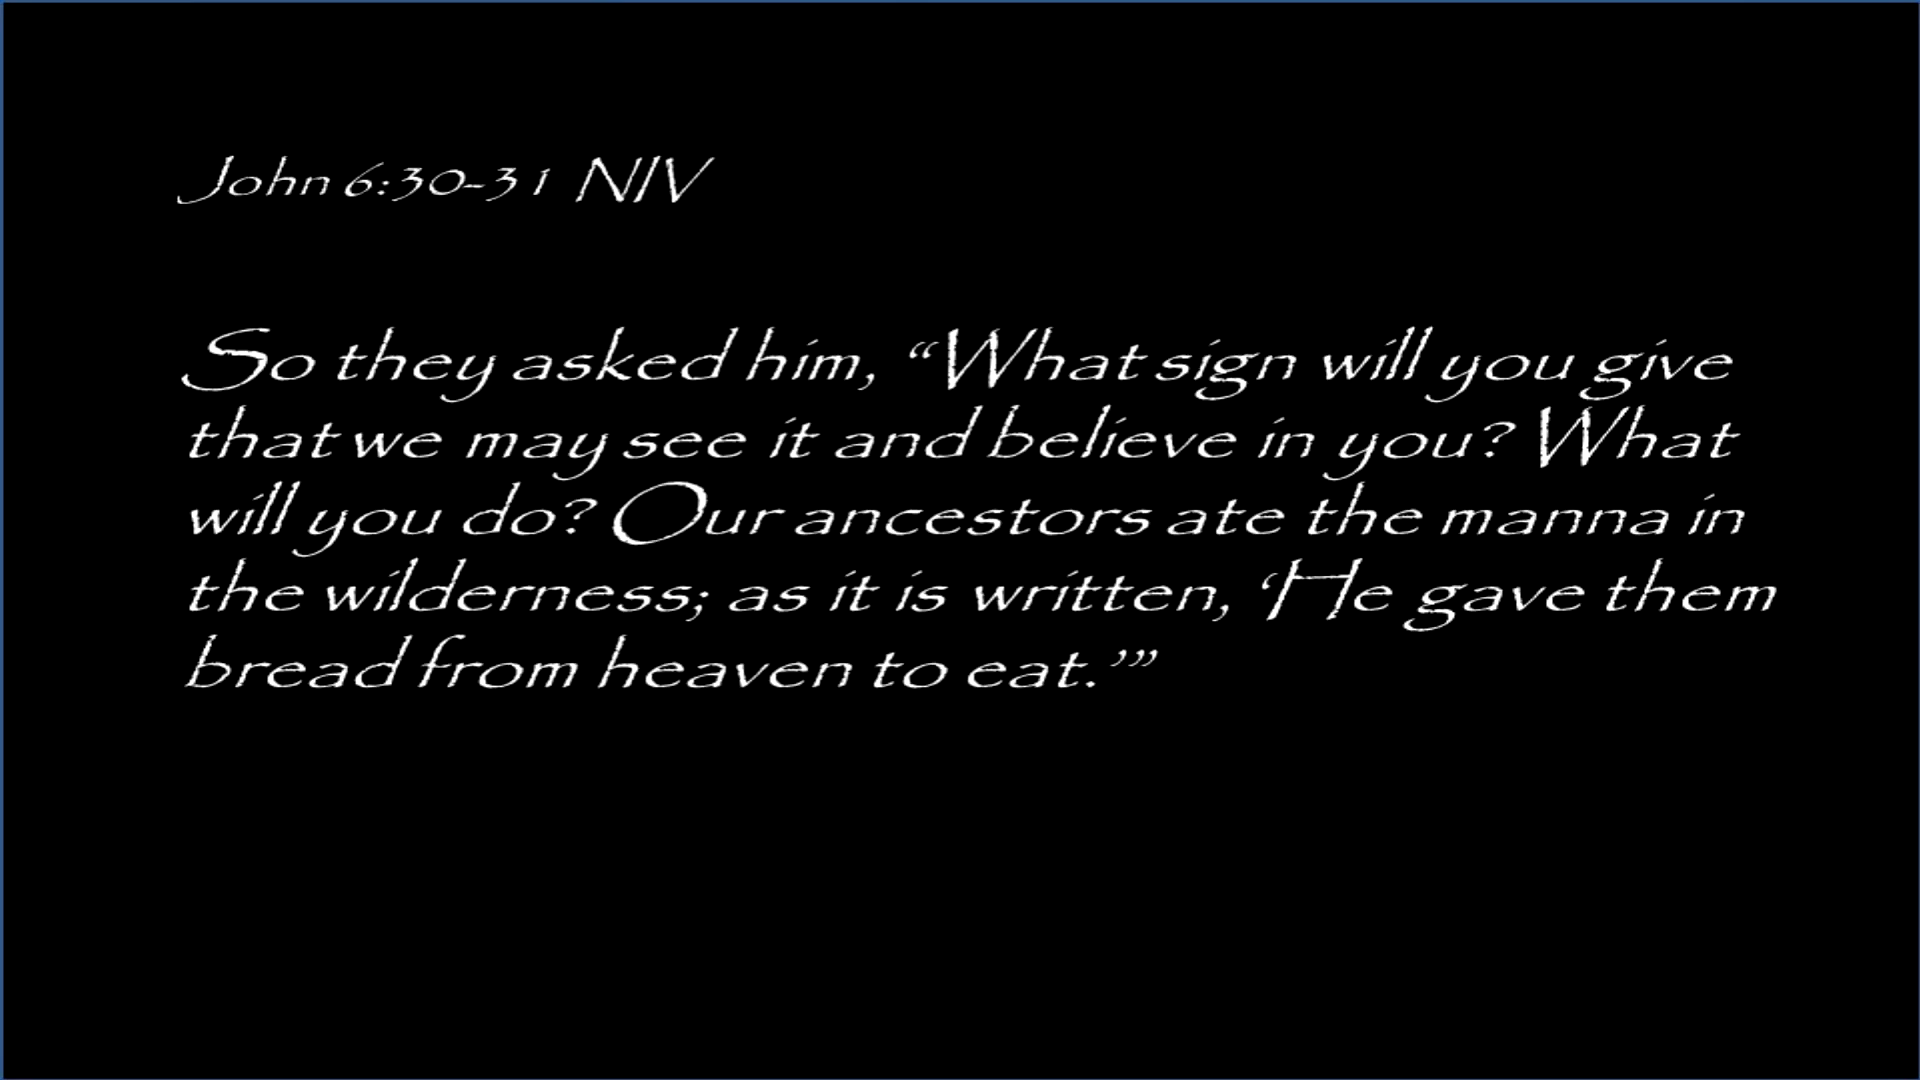 John 6:30-31 NIV
So they asked him, “What sign will you give
that we may see it and believe in you? What
will you do? Our ancestors ate the manna in
the wilderness; as it is written, ‘He gave them
bread from heaven to eat.’”